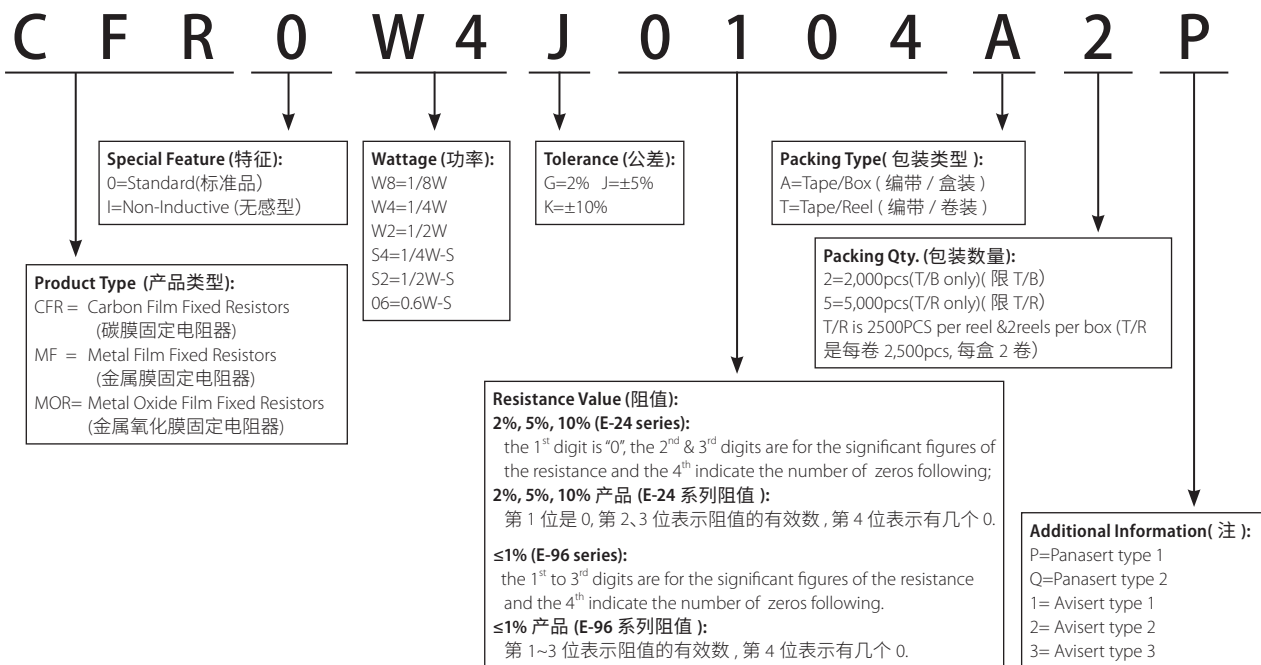 C F R 0 W 4 J 0 1 0 4 A 2 P
Special Feature (特征):
0=Standard(标准品)
I=Non-Inductive (无感型)
Wattage (功率):
W8=1/8W
W4=1/4W
W2=1/2W
S4=1/4W-S
S2=1/2W-S
06=0.6W-S
Tolerance (公差):
G=2% J=±5%
K=±10%
Packing Type( 包装类型 ):
A=Tape/Box ( 编带 / 盒装 )
T=Tape/Reel ( 编带 / 卷装 )
Packing Qty. (包装数量):
2=2,000pcs(T/B only)( 限 T/B)
5=5,000pcs(T/R only)( 限 T/R)
T/R is 2500PCS per reel &2reels per box (T/R
是每卷 2,500pcs, 每盒 2 卷)
Product Type (产品类型):
CFR = Carbon Film Fixed Resistors
(碳膜固定电阻器)
MF = Metal Film Fixed Resistors
(金属膜固定电阻器)
MOR= Metal Oxide Film Fixed Resistors
(金属氧化膜固定电阻器)
Resistance Value (阻值):
2%, 5%, 10% (E-24 series):
the 1st digit is “0”, the 2nd & 3rd digits are for the significant figures of
the resistance and the 4th indicate the number of zeros following;
2%, 5%, 10% 产品 (E-24 系列阻值 ):
第 1 位是 0, 第 2、3 位表示阻值的有效数 , 第 4 位表示有几个 0.
≤1% (E-96 series):
the 1st to 3rd digits are for the significant figures of the resistance
and the 4th indicate the number of zeros following.
≤1% 产品 (E-96 系列阻值 ):
第 1~3 位表示阻值的有效数 , 第 4 位表示有几个 0.
Additional Information( 注 ):
P=Panasert type 1
Q=Panasert type 2
1= Avisert type 1
2= Avisert type 2
3= Avisert type 3